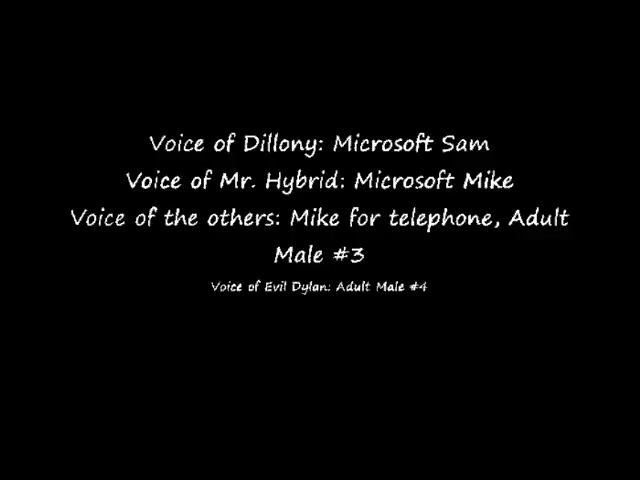 Voice of Dillony: Microsoft Sam
Voice of Mr. Hybrid: Microsoft Mike
Voice of the others: Mike for telephone, Adult
Male #3
Voice of Evil Dylan: Adult Male #4